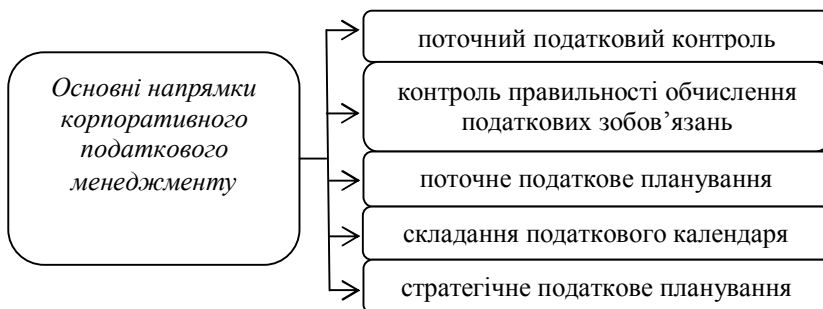 Основні напрямки
корпоративного
податкового
менеджменту
поточний податковий контроль
контроль правильності обчислення
податкових зобов’язань
поточне податкове планування
складання податкового календаря
стратегічне податкове планування